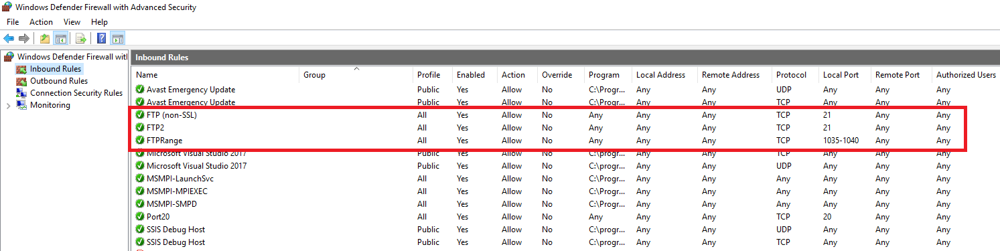 Windows Defender Firewall with Advanced Security
File Action View Help
Windows Defender Firewall witl
Inbound Rules
Outbound Rules
Connection Security Rules
Monitoring
Inbound Rules
Name Group Profile Enabled Action Override Program Local Address Remote Address Protocol Local Port Remote Port Authorized Users
Avast Emergency Update Public Yes Allow No C:\Progr... Any Any UDP Any Any Any
Avast Emergency Update Public Yes Allow No C:\Progr... Any Any TCP Any Any Any
FTP (non-SSL) All Yes Allow No Any Any Any TCP 21 Any Any
FTP2 All Yes Allow No Any Any Any TCP 21 Any Any
FTPRange All Yes Allow No Any Any Any TCP 1035-1040 Any Any
Microsoft Visual Studio 2017 Public Yes Allow No C:\Progr... Any Any TCP Any Any Any
Microsoft Visual Studio 2017 Public Yes Allow No C:\Progr... Any Any UDP Any Any Any
MSMPI-LaunchSvc All Yes Allow No C:\Progr... Any Any Any Any Any Any
MSMPI-MPIEXEC All Yes Allow No C:\Progr... Any Any Any Any Any Any
MSMPI-SMPD All Yes Allow No C:\Progr... Any Any Any Any Any Any
Port20 All Yes Allow No Any Any Any TCP 20 Any Any
SSIS Debug Host Profile Yes Allow No C:\progr... Any Any UDP Any Any Any
SSIS Debug Host Public Yes Allow No C:\progr... Any Any TCP Any Any Any